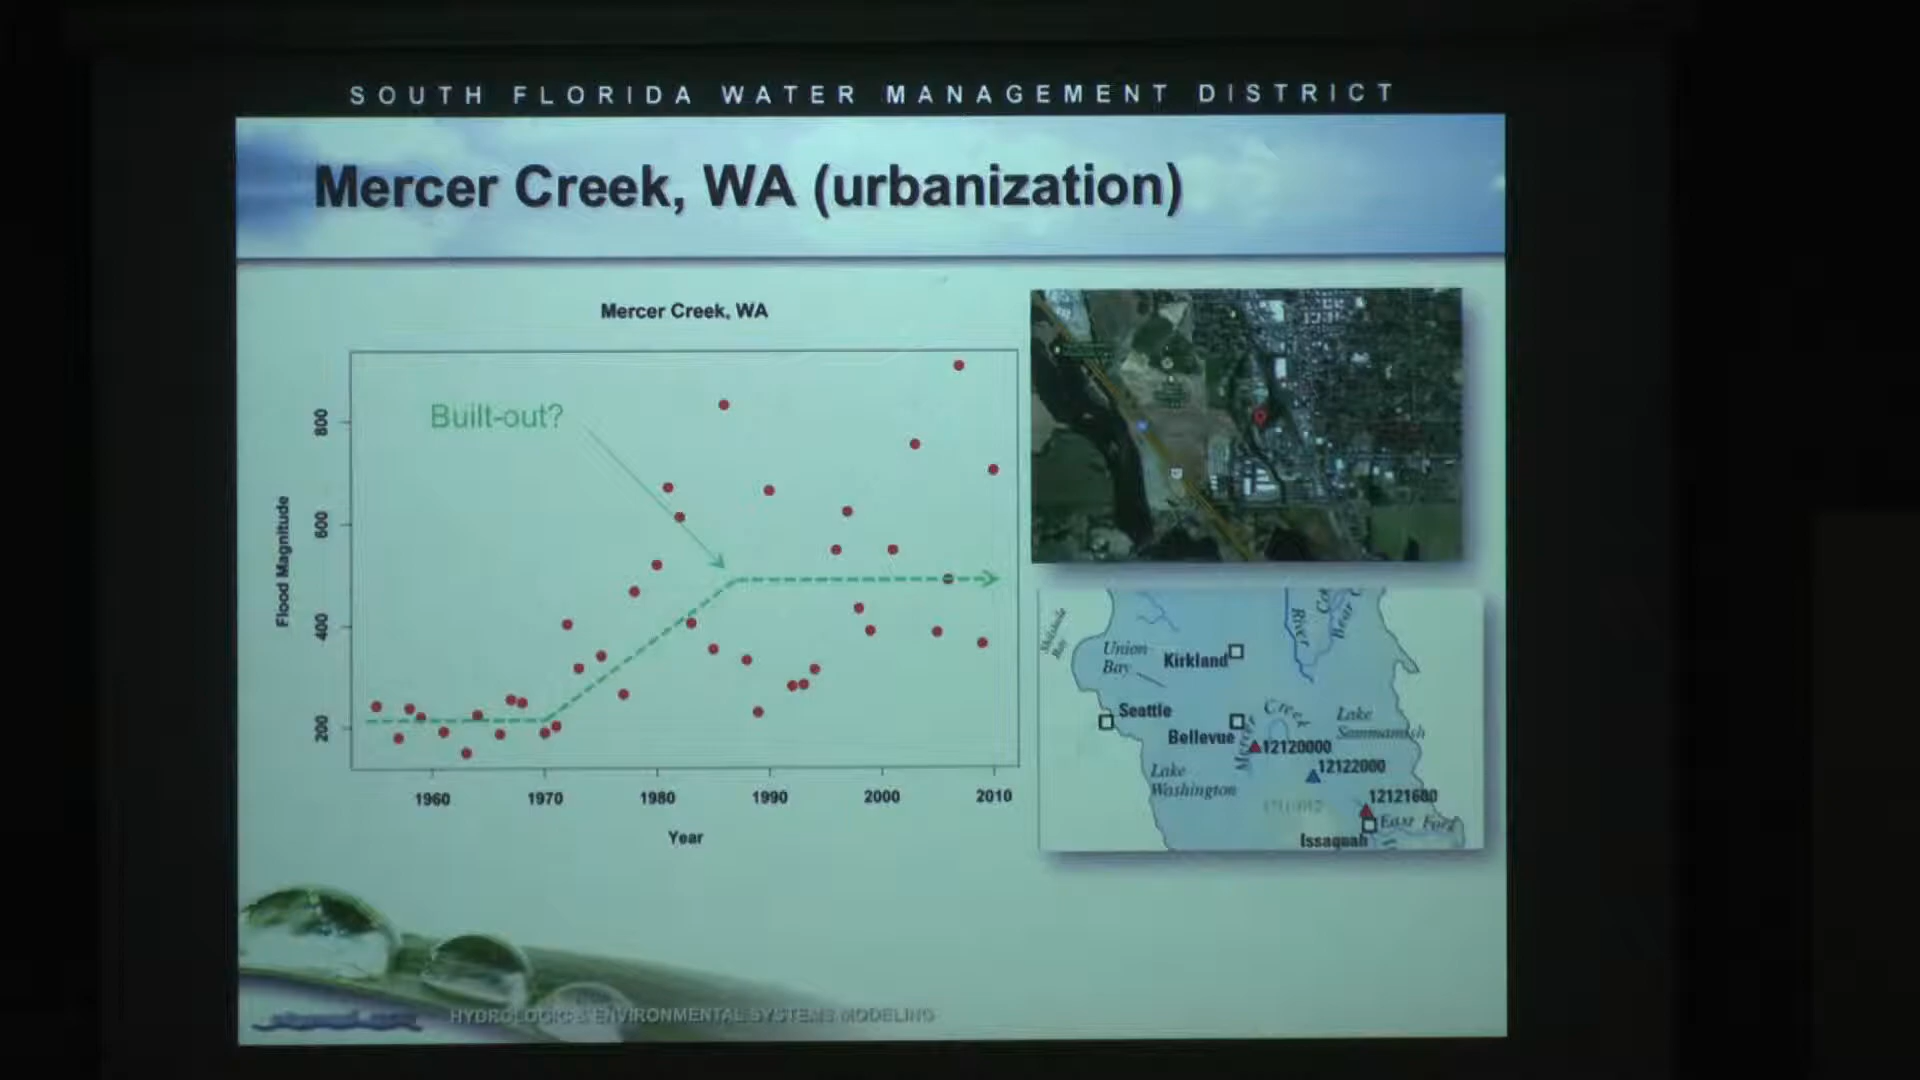 SOUTH FLORIDA WATER MANAGEMENT DISTRICT
Mercer Creek, WA (urbanization)
Mercer Creek, WA
Built-out?
Flood Magnitude
800
600
400
200
1960 1970 1980 1990 2000 2010
Year
Union
Bay
Kirkland
River
Bear
Seattle
Bellevue
Mercer Creek
Lake
Sammamish
12120000
12122000
Lake
Washington
12121600
East Fork
Issaquah
HYDROLOGIC & ENVIRONMENTAL SYSTEMS MODELING